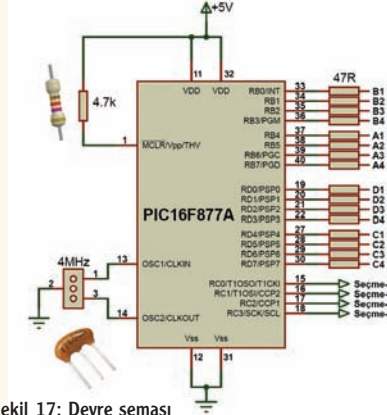 +5V
11 32
VDD VDD
4.7k
1
MCLR/Vpp/THV
PIC16F877A
4MHz
1
2
3
13
OSC1/CLKIN
14
OSC2/CLKOUT
Vss Vss
12 31
47R
RB0/INT 33 B1
RB1 34 B2
RB2 35 B3
RB3/PGM 36 B4
RB4 37 A1
RB5 38 A2
RB6/PGC 39 A3
RB7/PGD 40 A4
RD0/PSP0 19 D1
RD1/PSP1 20 D2
RD2/PSP2 21 D3
RD3/PSP3 22 D4
RD4/PSP4 27 C1
RD5/PSP5 28 C2
RD6/PSP6 29 C3
RD7/PSP7 30 C4
RC0/T1OSO/T1CKI 15 Seçme-
RC1/T1OSI/CCP2 16 Seçme-
RC2/CCP1 17 Seçme-
RC3/SCK/SCL 18 Seçme-
ekil 17: Devre şeması